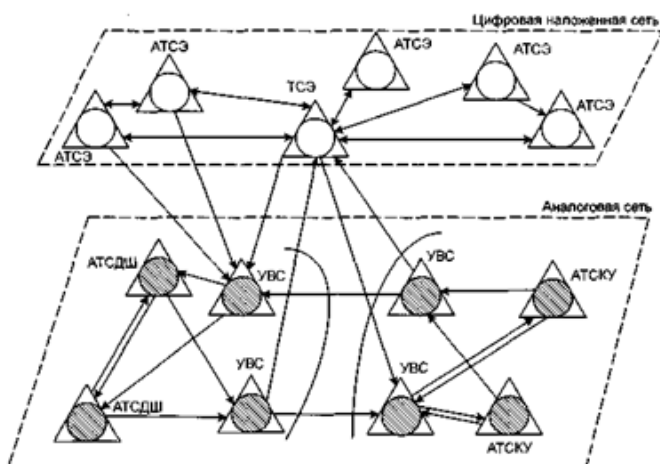 Цифровая наложенная сеть
АТСЭ
АТСЭ
АТСЭ
ТСЭ
АТСЭ
АТСЭ
Аналоговая сеть
АТСДШ
УВС
УВС
АТСКУ
УВС
УВС
АТСДШ
АТСКУ